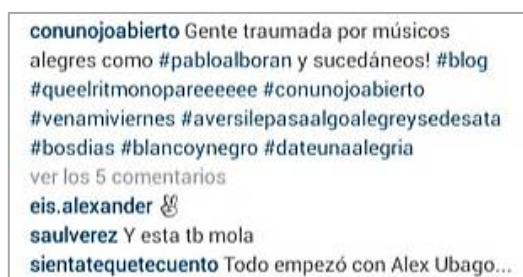 conunojoabierto Gente traumada por músicos
alegres como #pabloalboran y sucedáneos! #blog
#queelritmonopareeeeee #conunojoabierto
#venamiviernes #aversilepasaalgoalegreysedesata
#bosdias #blancoynegro #dateunaalegria
ver los 5 comentarios
eis.alexander ✌
saulverez Y esta tb mola
sientatequetecuento Todo empezó con Alex Ubago...